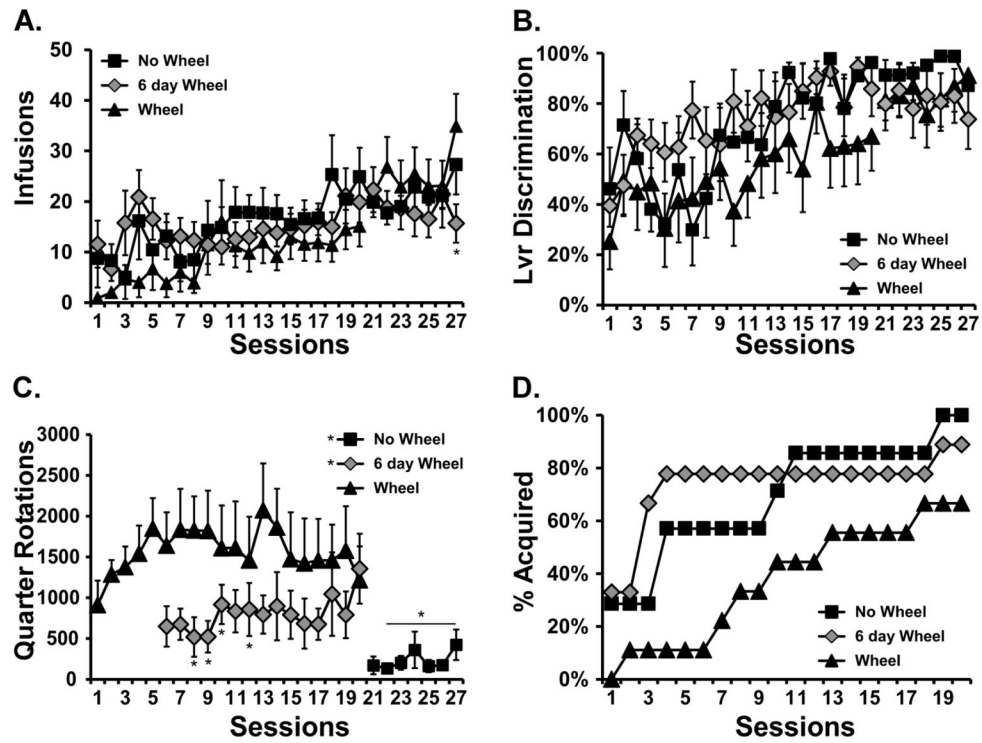 A.
No Wheel
6 day Wheel
Wheel
Infusions
50
40
30
20
10
0
*
1 3 5 7 9 11 13 15 17 19 21 23 25 27
Sessions
B.
Lvr Discrimination
100%
80%
60%
40%
20%
0%
No Wheel
6 day Wheel
Wheel
1 3 5 7 9 11 13 15 17 19 21 23 25 27
Sessions
C.
Quarter Rotations
3000
2500
2000
1500
1000
500
0
* No Wheel
* 6 day Wheel
Wheel
*
*
*
*
*
1 3 5 7 9 11 13 15 17 19 21 23 25 27
Sessions
D.
% Acquired
100%
80%
60%
40%
20%
0%
No Wheel
6 day Wheel
Wheel
1 3 5 7 9 11 13 15 17 19
Sessions